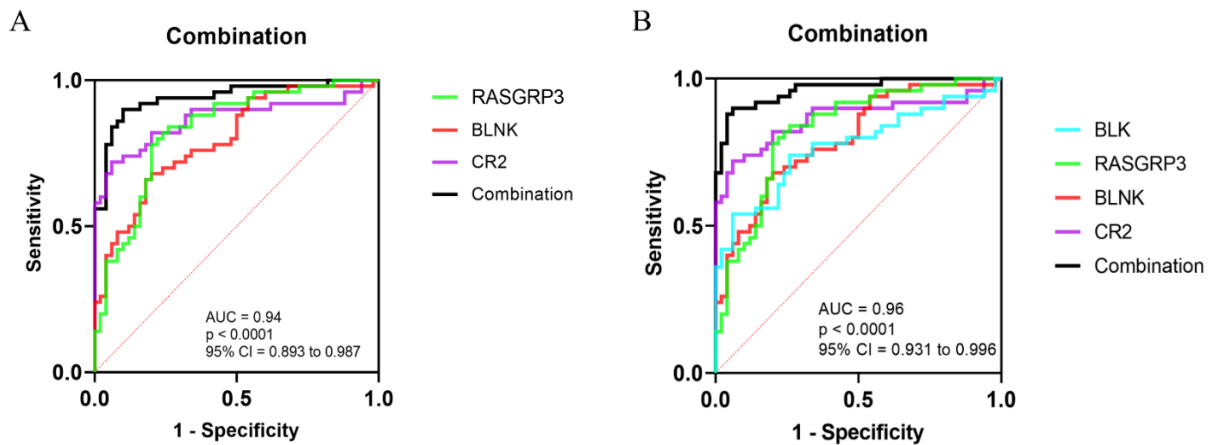 A
Combination
Sensitivity
1.0
0.5
0.0
0.0
0.5
1.0
1 - Specificity
AUC = 0.94
p < 0.0001
95% CI = 0.893 to 0.987
RASGRP3
BLNK
CR2
Combination
B
Combination
Sensitivity
1.0
0.5
0.0
0.0
0.5
1.0
1 - Specificity
AUC = 0.96
p < 0.0001
95% CI = 0.931 to 0.996
BLK
RASGRP3
BLNK
CR2
Combination